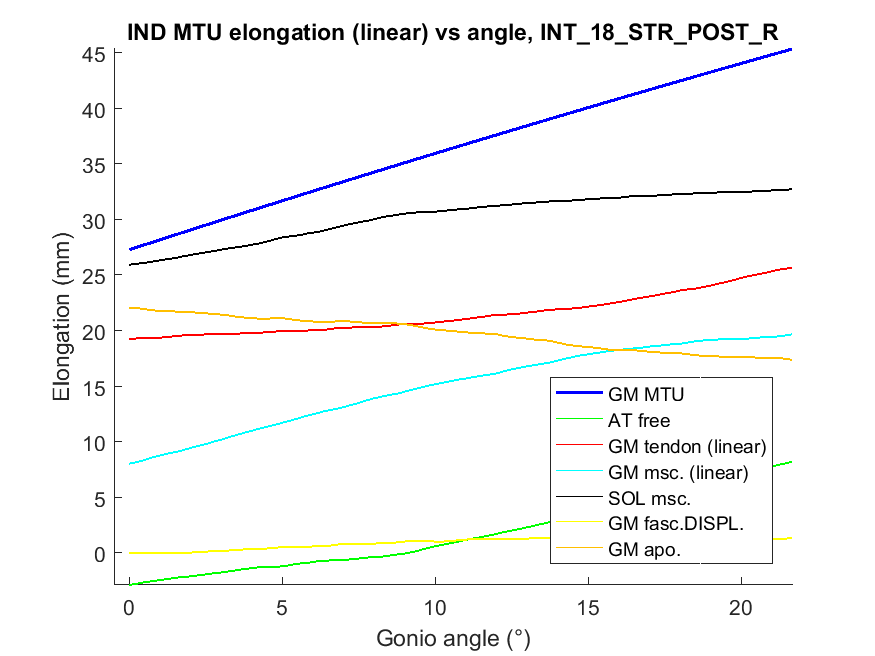 IND MTU elongation (linear) vs angle, INT_18_STR_POST_R
45
40
35
30
25
20
15
10
5
0
Elongation (mm)
GM MTU
AT free
GM tendon (linear)
GM msc. (linear)
SOL msc.
GM fasc.DISPL.
GM apo.
0 5 10 15 20
Gonio angle (°)